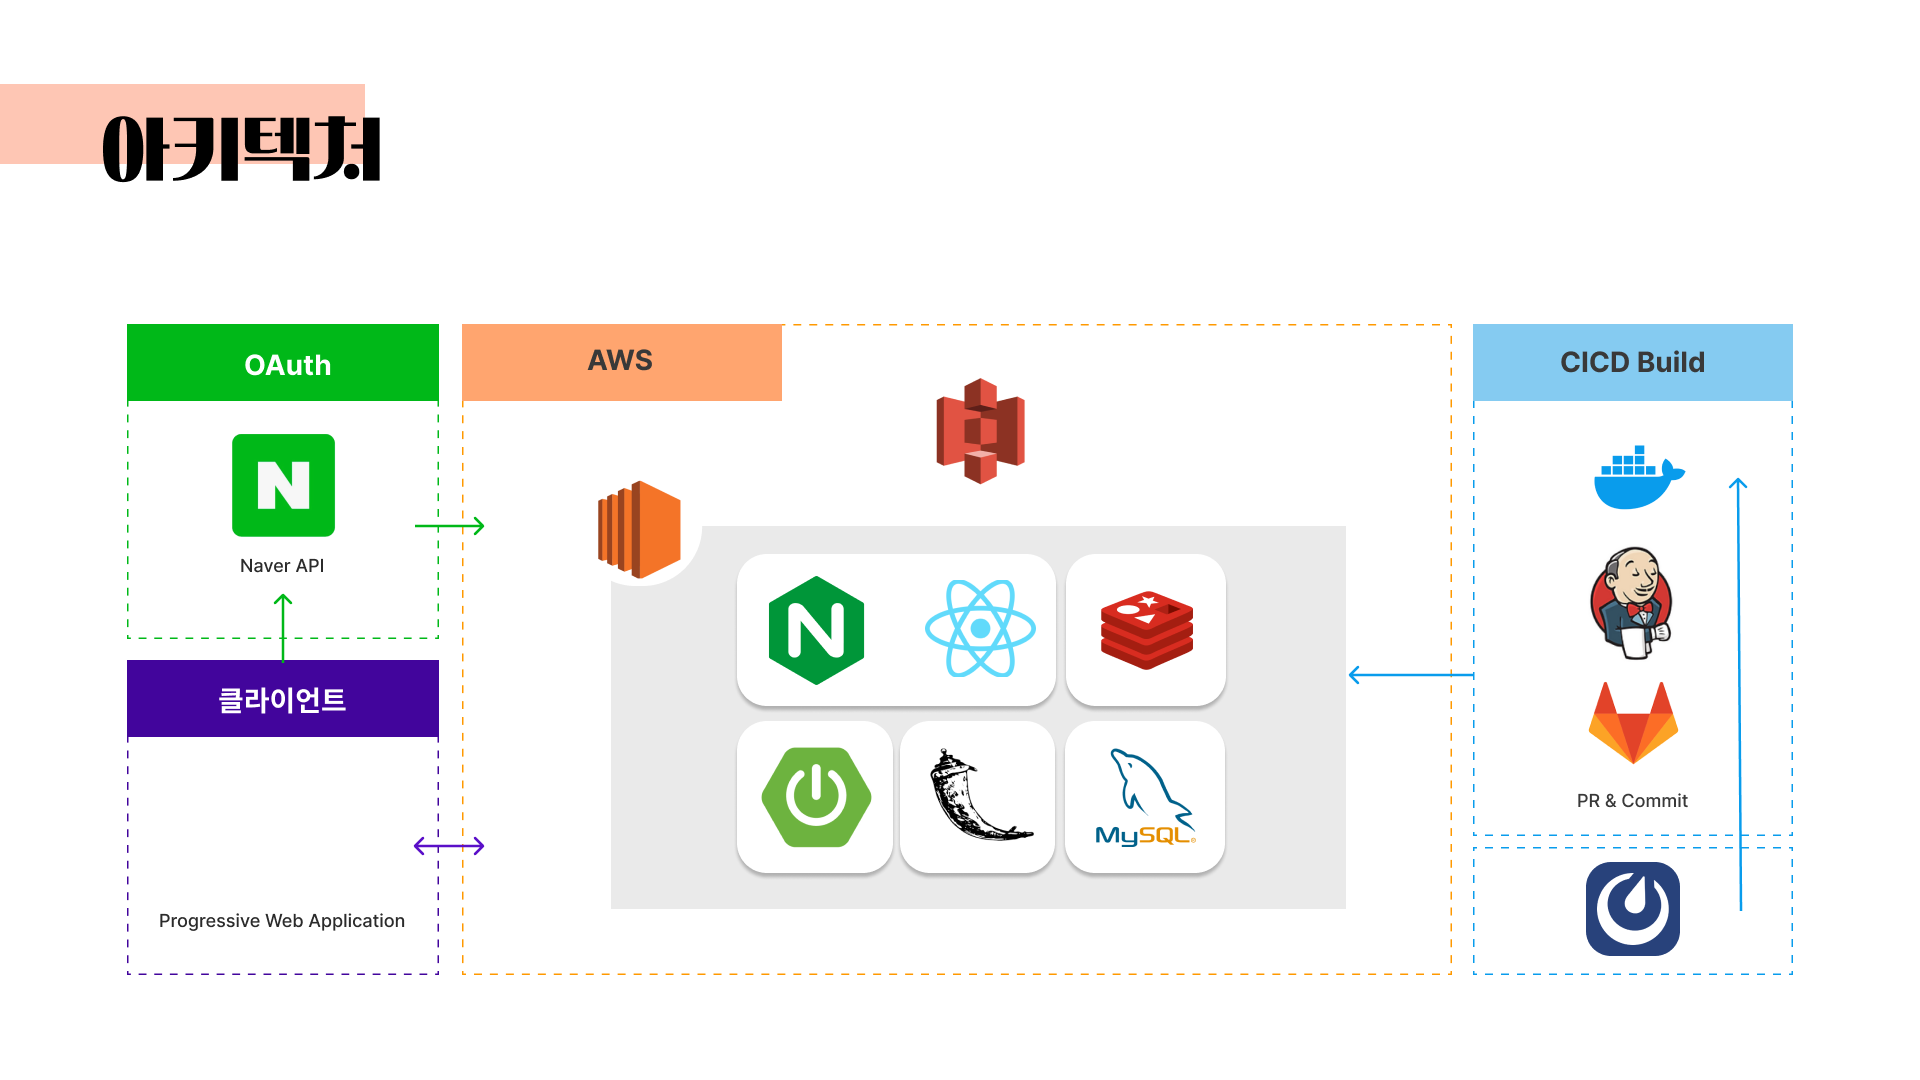 아키텍쳐
OAuth
Naver API
클라이언트
Progressive Web Application
AWS
MySQL®
CICD Build
PR & Commit